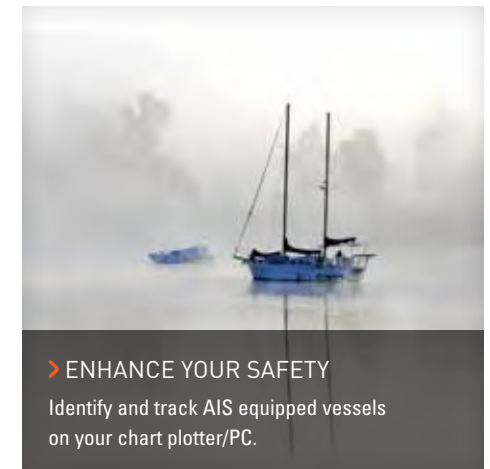 > ENHANCE YOUR SAFETY
Identify and track AIS equipped vessels
on your chart plotter/PC.